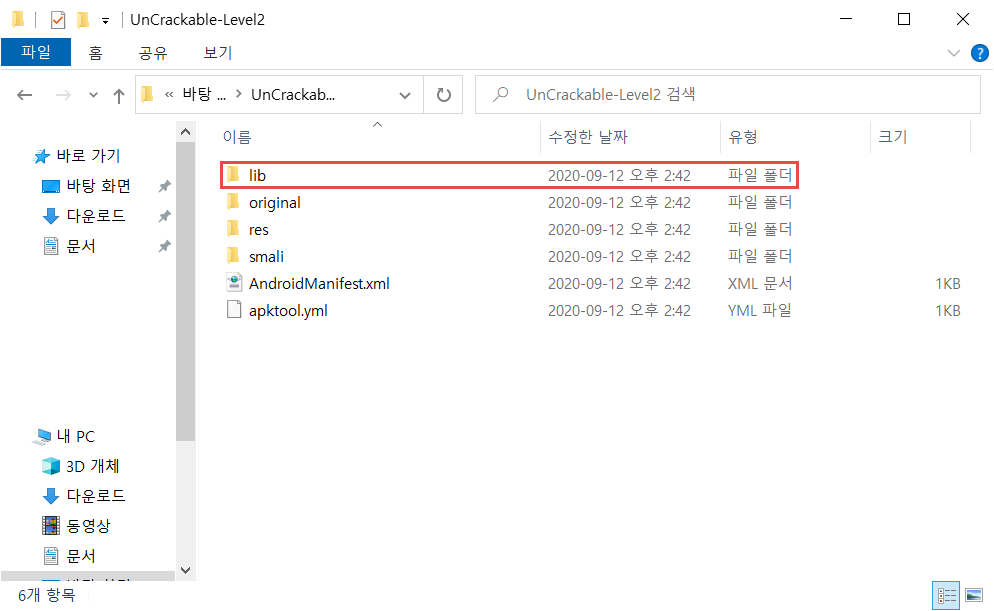 UnCrackable-Level2
파일 홈 공유 보기
« 바탕 ... › UnCrackab...
UnCrackable-Level2 검색
바로 가기
바탕 화면
다운로드
문서
내 PC
3D 개체
다운로드
동영상
문서
이름 수정한 날짜 유형 크기
lib 2020-09-12 오후 2:42 파일 폴더
original 2020-09-12 오후 2:42 파일 폴더
res 2020-09-12 오후 2:42 파일 폴더
smali 2020-09-12 오후 2:42 파일 폴더
AndroidManifest.xml 2020-09-12 오후 2:42 XML 문서 1KB
apktool.yml 2020-09-12 오후 2:42 YML 파일 1KB
6개 항목